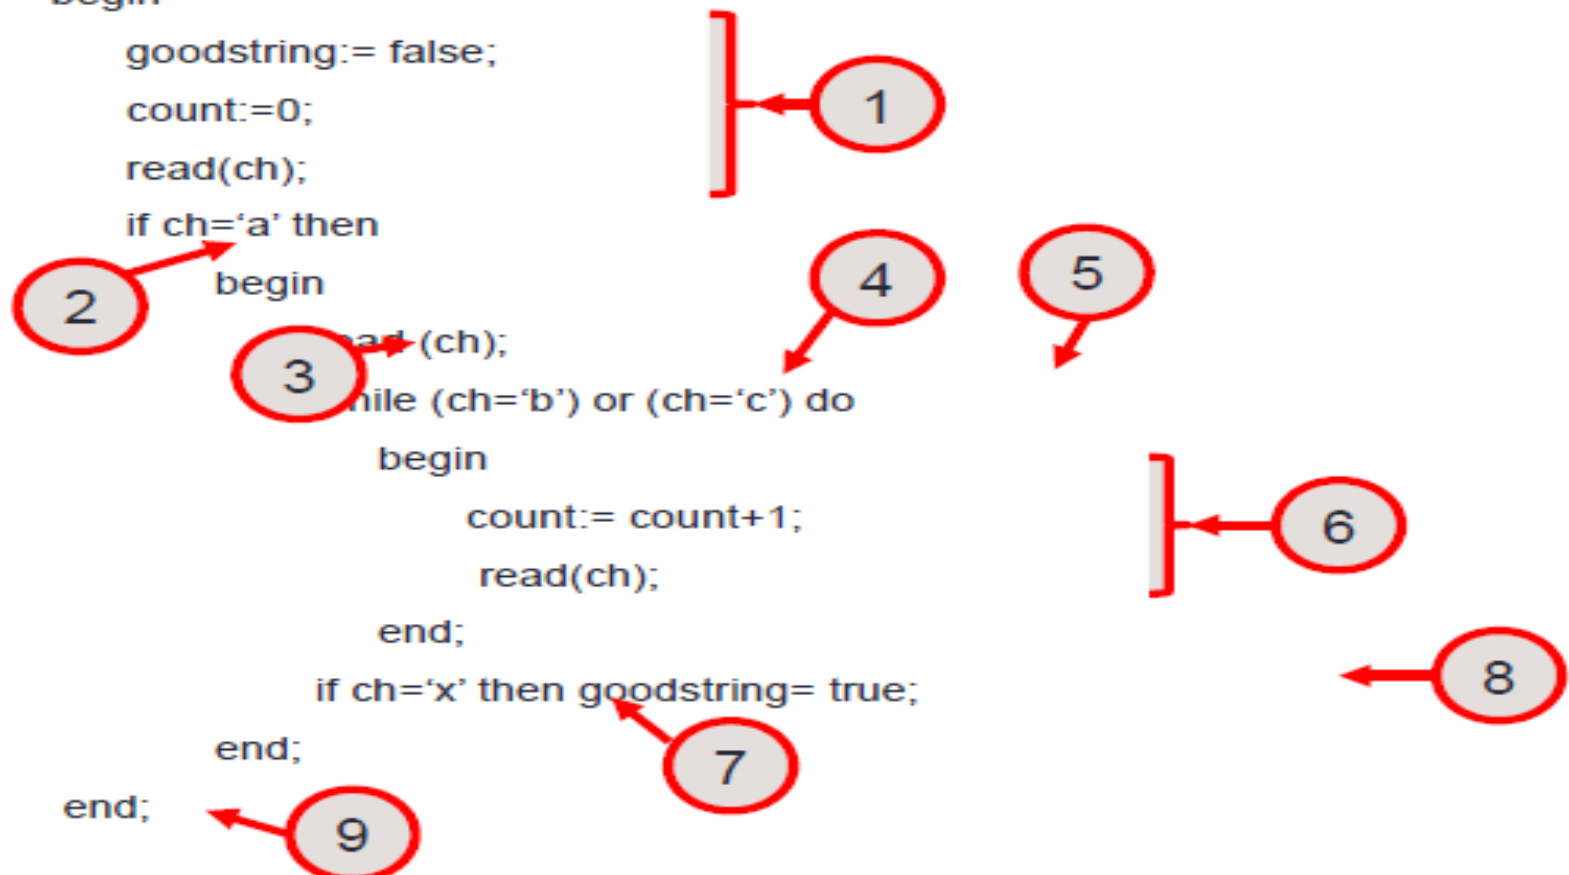 begin
goodstring:= false;
count:=0;
1
read(ch);
if ch=‘a’ then
2
begin
4
5
3
(ch);
(ch=‘b’) or (ch=‘c’) do
begin
count:= count+1;
6
read(ch);
end;
if ch=‘x’ then goodstring= true;
8
end;
7
end;
9